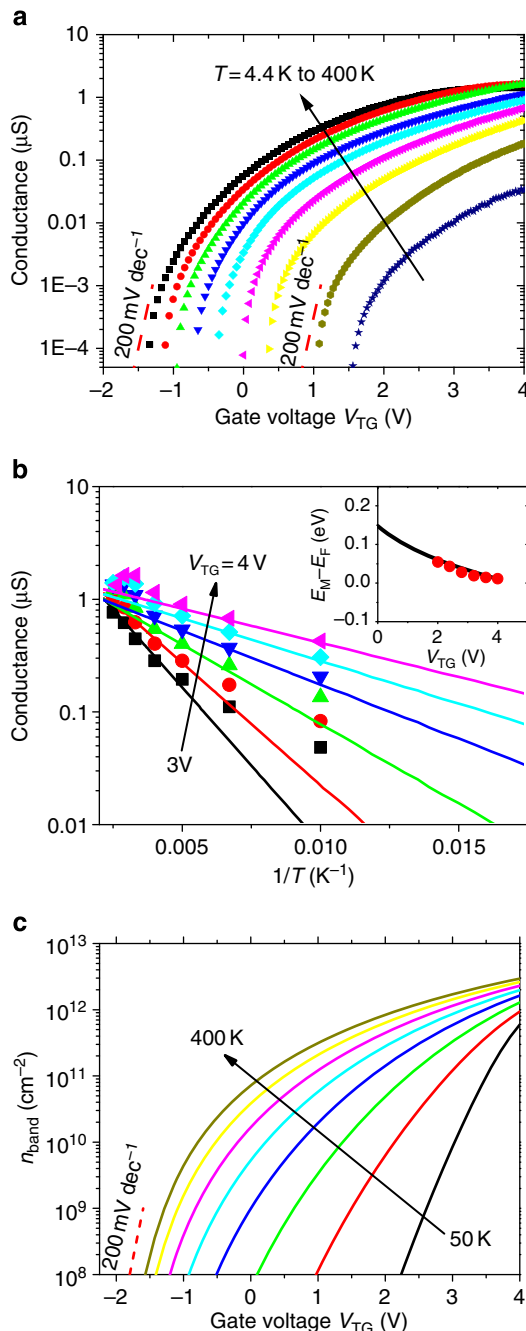 a
10
1
0.1
0.01
1E–3
1E–4
Conductance (μS)
T = 4.4 K to 400 K
200 mV dec⁻¹
200 mV dec⁻¹
−2 −1 0 1 2 3 4
Gate voltage V_TG (V)
b
10
1
0.1
0.01
Conductance (μS)
V_TG = 4 V
3V
E_M–E_F (eV)
0.2
0.1
0.0
−0.1
0 2 4
V_TG (V)
0.005 0.010 0.015
1/T (K⁻¹)
c
10¹³
10¹²
10¹¹
10¹⁰
10⁹
10⁸
n_band (cm⁻²)
400 K
50 K
200 mV dec⁻¹
−2 −1 0 1 2 3 4
Gate voltage V_TG (V)